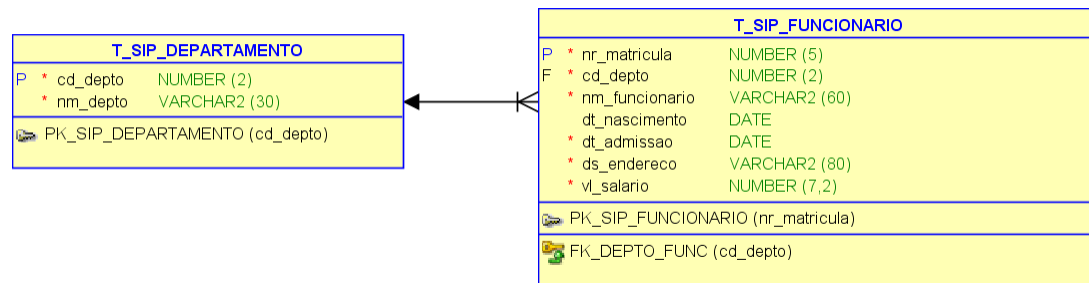 T_SIP_DEPARTAMENTO
P * cd_depto NUMBER (2)
* nm_depto VARCHAR2 (30)
PK_SIP_DEPARTAMENTO (cd_depto)
T_SIP_FUNCIONARIO
P * nr_matricula NUMBER (5)
F * cd_depto NUMBER (2)
* nm_funcionario VARCHAR2 (60)
dt_nascimento DATE
* dt_admissao DATE
* ds_endereco VARCHAR2 (80)
* vl_salario NUMBER (7,2)
PK_SIP_FUNCIONARIO (nr_matricula)
FK_DEPTO_FUNC (cd_depto)